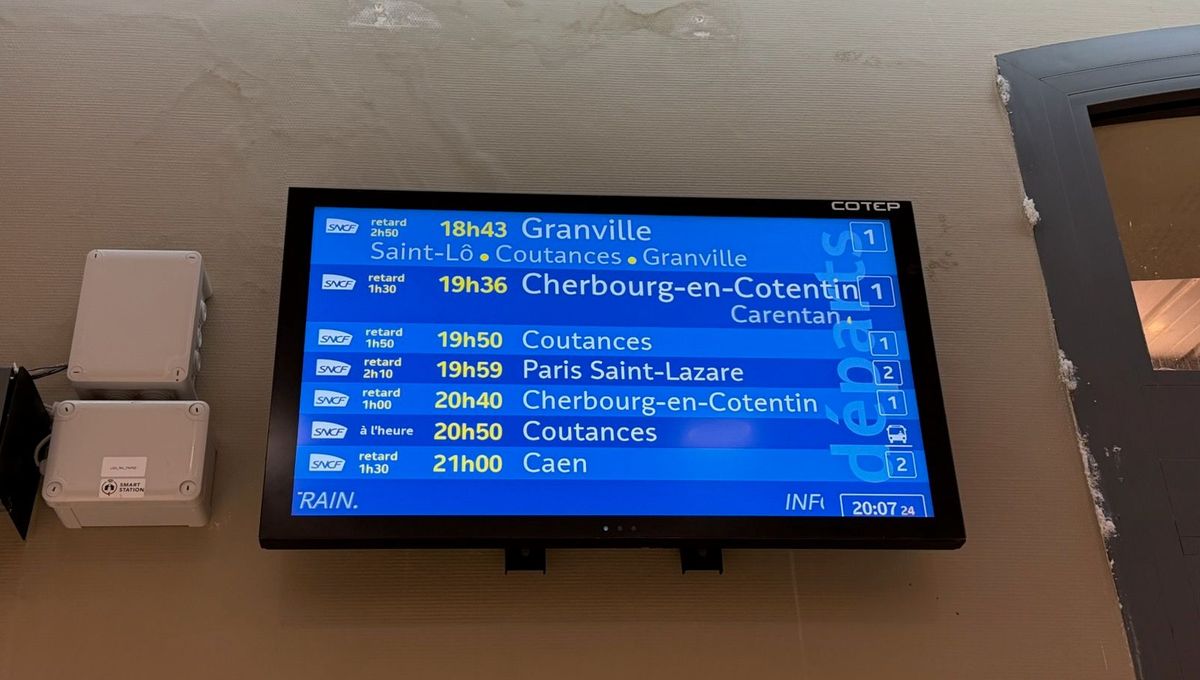 COTEP
SNCF retard 2h50 18h43 Granville 1
Saint-Lô • Coutances • Granville
SNCF retard 1h30 19h36 Cherbourg-en-Cotentin 1
Carentan
SNCF retard 1h50 19h50 Coutances 1
SNCF retard 2h10 19h59 Paris Saint-Lazare 2
SNCF retard 1h00 20h40 Cherbourg-en-Cotentin 1
SNCF à l'heure 20h50 Coutances
SNCF retard 1h30 21h00 Caen 2
départs
RAIN. INF 20:07 24
SMART STATION